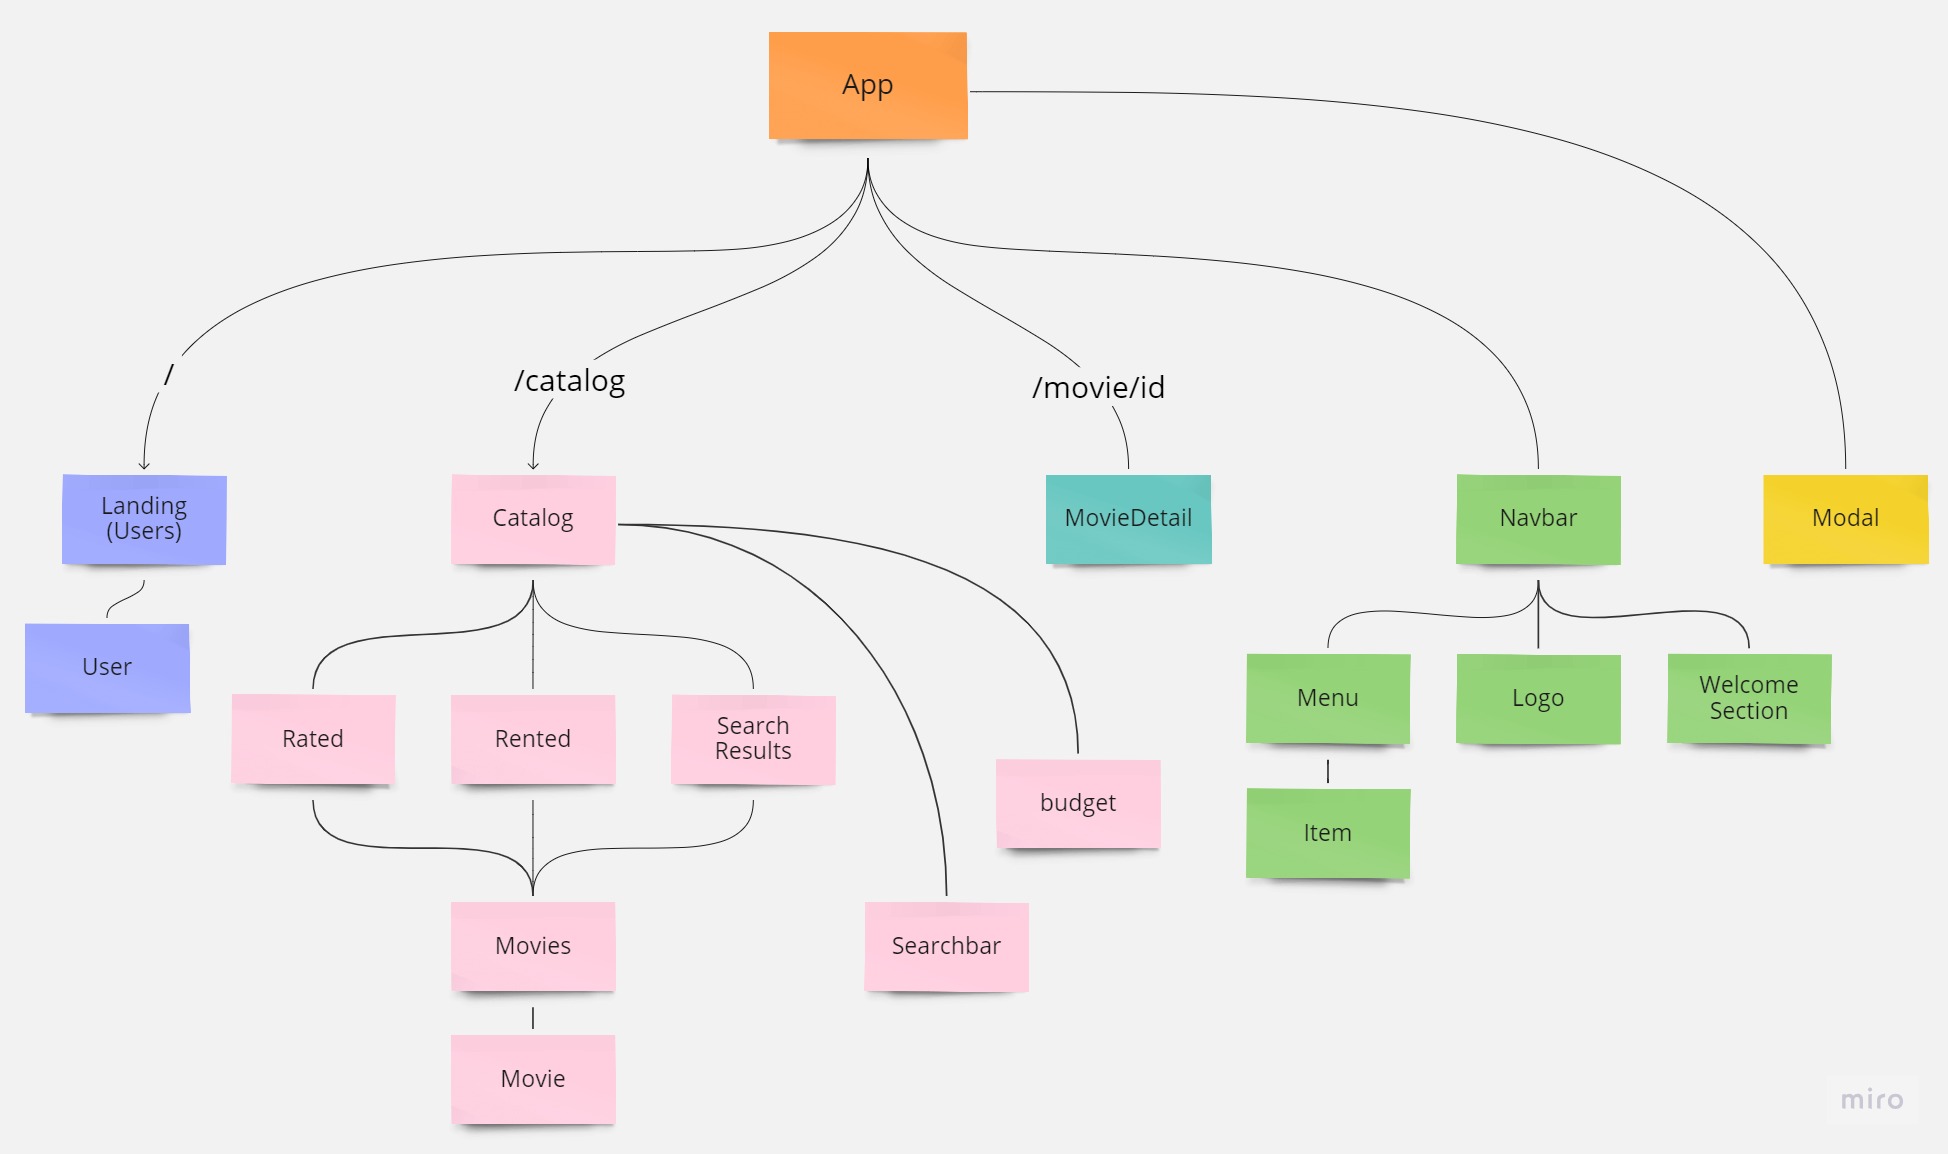 App
/
/catalog
/movie/id
Landing
(Users)
Catalog
MovieDetail
Navbar
Modal
User
Rated
Rented
Search
Results
budget
Menu
Logo
Welcome
Section
Item
Movies
Searchbar
Movie
miro